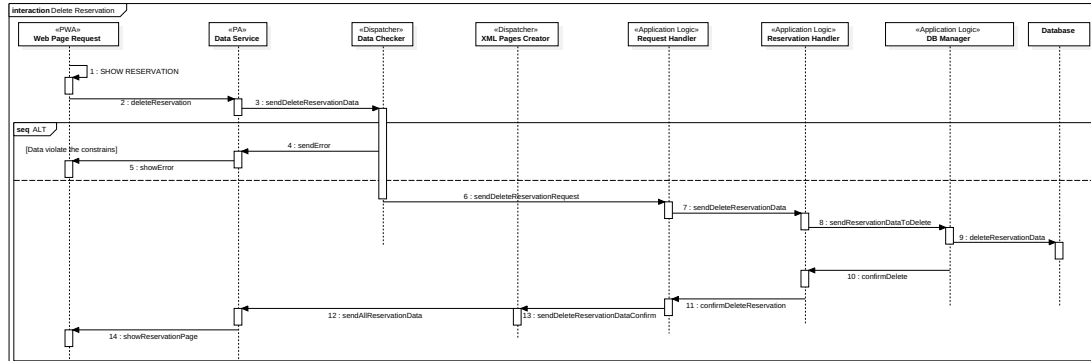 interaction Delete Reservation
«PWA»
Web Page Request
«PA»
Data Service
«Dispatcher»
Data Checker
«Dispatcher»
XML Pages Creator
«Application Logic»
Request Handler
«Application Logic»
Reservation Handler
«Application Logic»
DB Manager
Database
1 : SHOW RESERVATION
2 : deleteReservation
3 : sendDeleteReservationData
seq ALT
{Data violate the constrains}
4 : sendError
5 : showError
6 : sendDeleteReservationRequest
7 : sendDeleteReservationData
8 : sendReservationDataToDelete
9 : deleteReservationData
10 : confirmDelete
11 : confirmDeleteReservation
12 : sendAllReservationData
13 : sendDeleteReservationDataConfirm
14 : showReservationPage